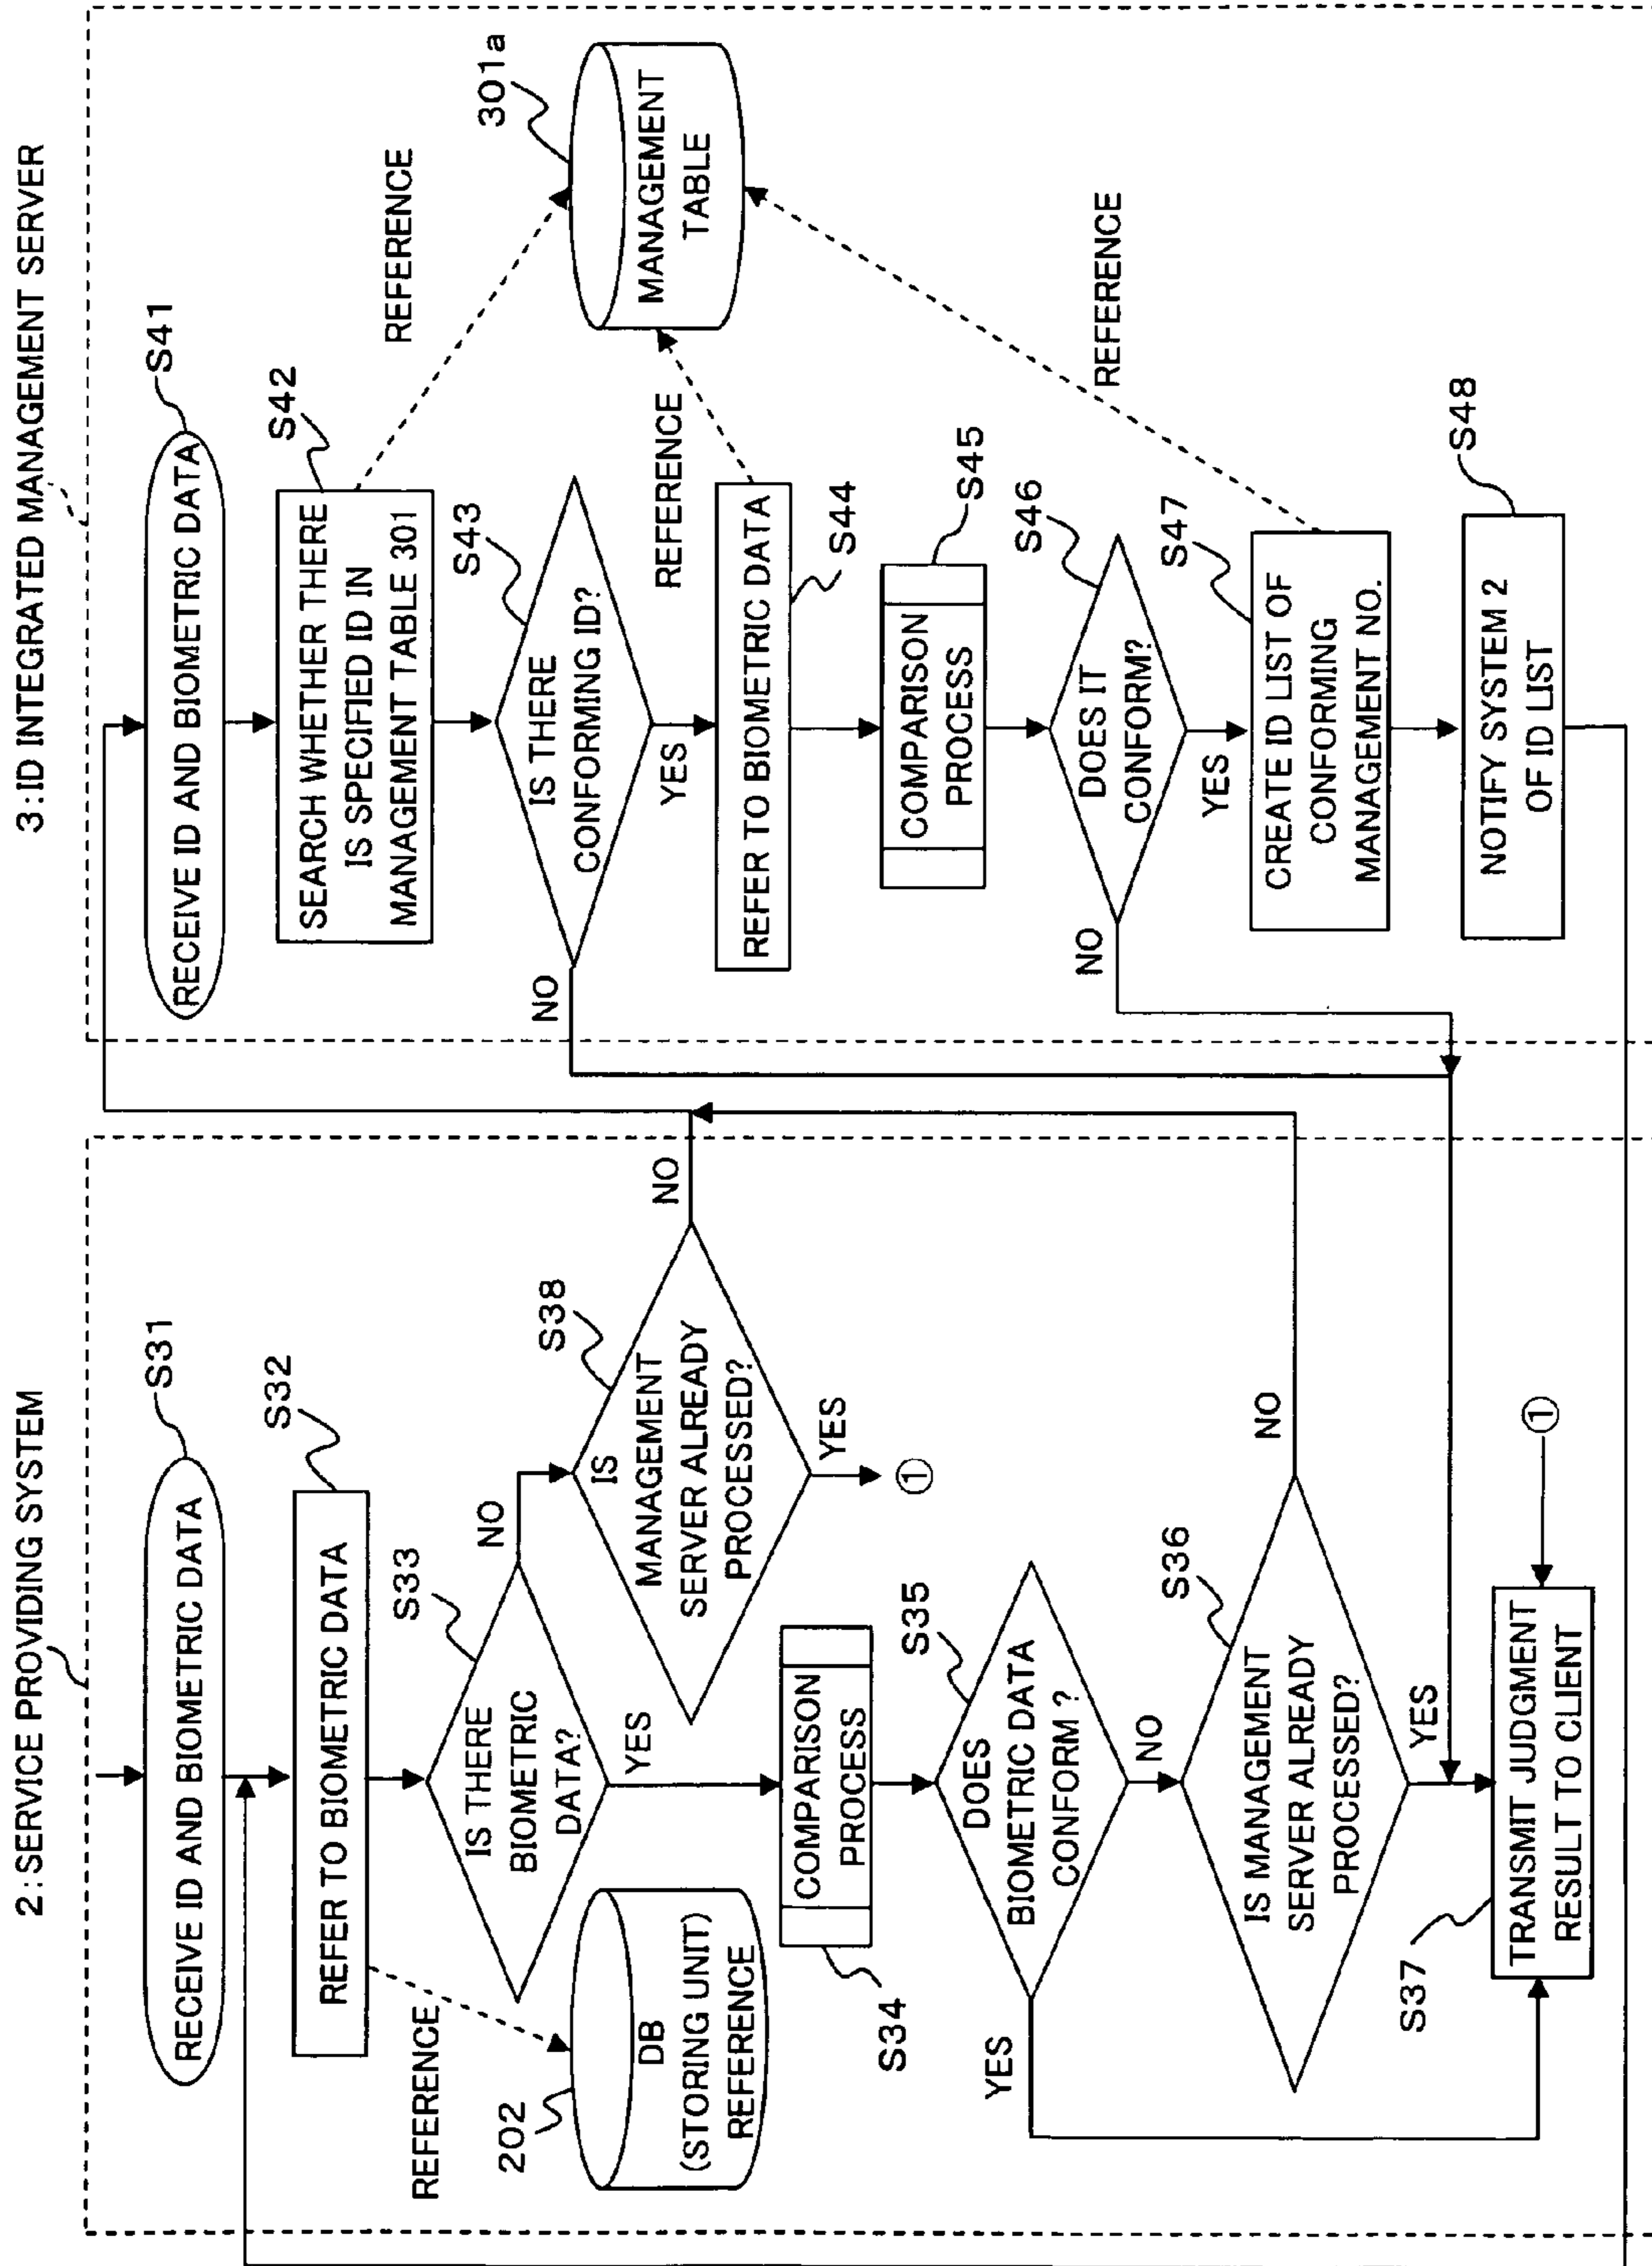 2:SERVICE PROVIDING SYSTEM
RECEIVE ID AND BIOMETRIC DATA
S31
REFER TO BIOMETRIC DATA
S32
REFERENCE
IS THERE
BIOMETRIC
DATA?
S33
NO
YES
202
DB
(STORING UNIT)
REFERENCE
IS
MANAGEMENT
SERVER ALREADY
PROCESSED?
S38
NO
YES
①
COMPARISON
PROCESS
S34
DOES
BIOMETRIC DATA
CONFORM ?
S35
YES
NO
IS MANAGEMENT
SERVER ALREADY
PROCESSED?
S36
NO
YES
S37
TRANSMIT JUDGMENT
RESULT TO CLIENT
①
3:ID INTEGRATED MANAGEMENT SERVER
RECEIVE ID AND BIOMETRIC DATA
S41
SEARCH WHETHER THERE
IS SPECIFIED ID IN
MANAGEMENT TABLE 301
S42
REFERENCE
301a
MANAGEMENT
TABLE
IS THERE
CONFORMING ID?
S43
NO
YES
REFERENCE
REFER TO BIOMETRIC DATA
S44
COMPARISON
PROCESS
S45
DOES IT
CONFORM?
S46
NO
YES
REFERENCE
CREATE ID LIST OF
CONFORMING
MANAGEMENT NO.
S47
NOTIFY SYSTEM 2
OF ID LIST
S48